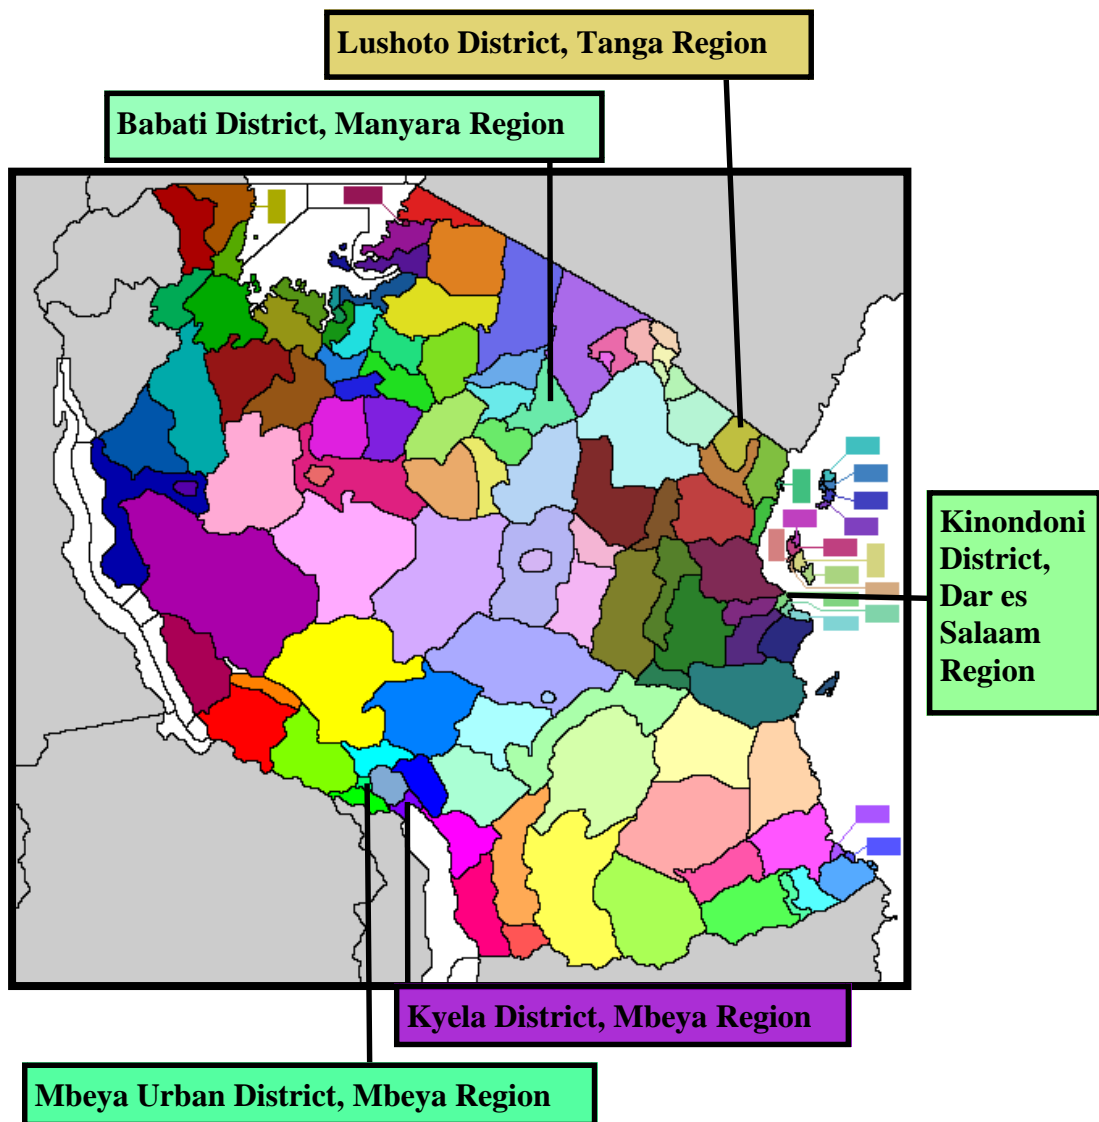 Lushoto District, Tanga Region
Babati District, Manyara Region
Kinondoni
District,
Dar es
Salaam
Region
Kyela District, Mbeya Region
Mbeya Urban District, Mbeya Region